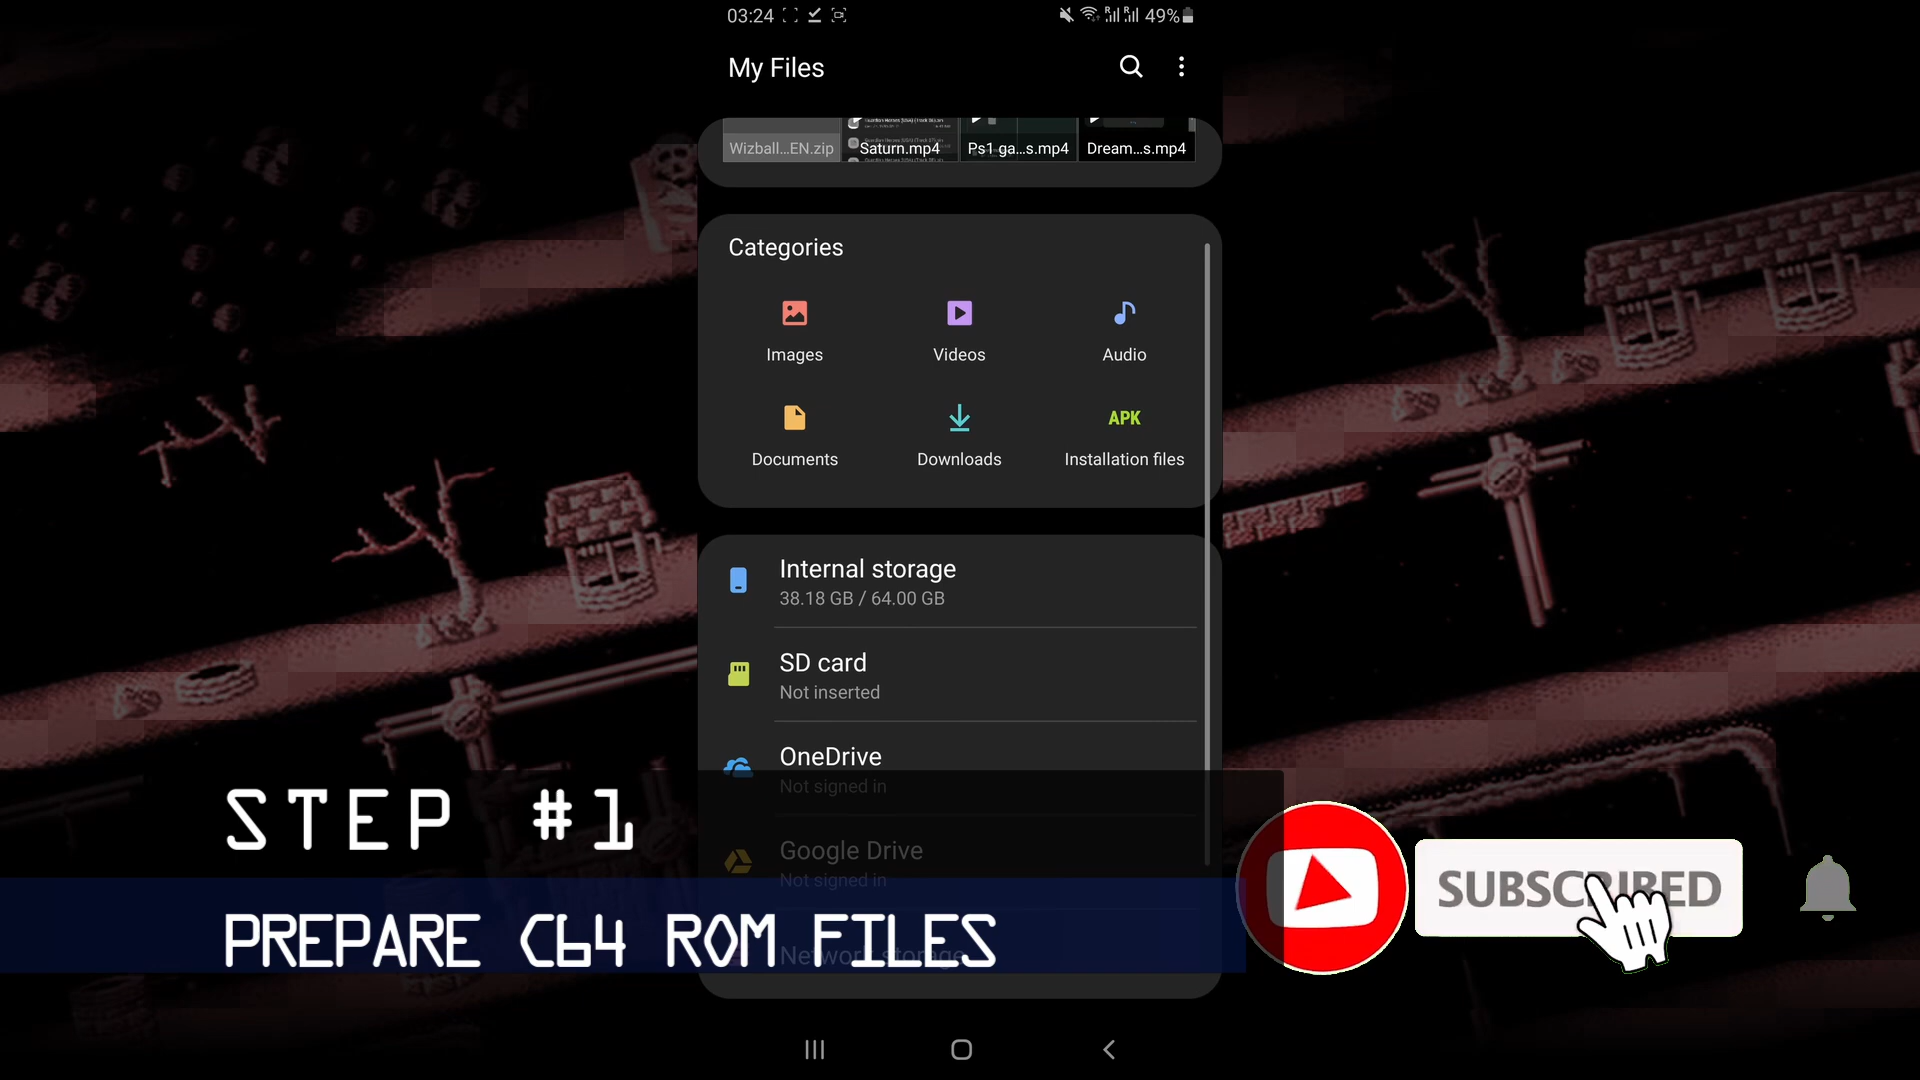 03:24
49%
My Files
Wizball...EN.zip
Saturn.mp4
Ps1 ga...s.mp4
Dream...s.mp4
Categories
Images
Videos
Audio
APK
Documents
Downloads
Installation files
Internal storage
38.18 GB / 64.00 GB
SD card
Not inserted
OneDrive
Not signed in
STEP #1
Google Drive
Not signed in
SUBSCRIBED
PREPARE C64 ROM FILES
Network storage